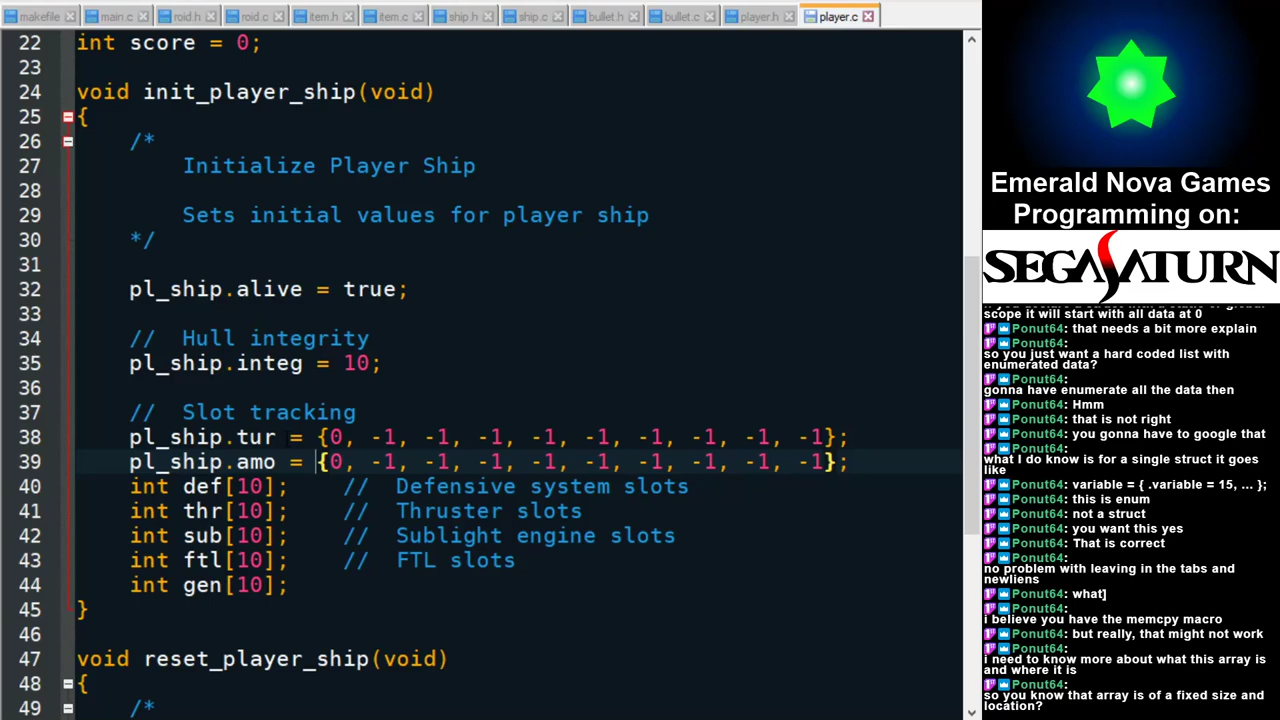 makefile main.c roid.h roid.c item.h item.c ship.h ship.c bullet.h bullet.c player.h player.c
22 int score = 0;
23
24 void init_player_ship(void)
25 {
26 /*
27 Initialize Player Ship
28
29 Sets initial values for player ship
30 */
31
32 pl_ship.alive = true;
33
34 // Hull integrity
35 pl_ship.integ = 10;
36
37 // Slot tracking
38 pl_ship.tur = {0, -1, -1, -1, -1, -1, -1, -1, -1, -1};
39 pl_ship.amo = {0, -1, -1, -1, -1, -1, -1, -1, -1, -1};
40 int def[10]; // Defensive system slots
41 int thr[10]; // Thruster slots
42 int sub[10]; // Sublight engine slots
43 int ftl[10]; // FTL slots
44 int gen[10];
45 }
46
47 void reset_player_ship(void)
48 {
49 /*
Emerald Nova Games
Programming on:
SEGA SATURN
scope it will start with all data at 0
Ponut64: that needs a bit more explain
Ponut64:
so you just want a hard coded list with
enumerated data?
Ponut64:
gonna have enumerate all the data then
Ponut64: Hmm
Ponut64: that is not right
Ponut64: you gonna have to google that
Ponut64:
what I do know is for a single struct it goes
like
Ponut64: variable = { .variable = 15, ... };
Ponut64: this is enum
Ponut64: not a struct
Ponut64: you want this yes
Ponut64: That is correct
Ponut64:
no problem with leaving in the tabs and
newliens
Ponut64: what]
Ponut64:
i believe you have the memcpy macro
Ponut64: but really, that might not work
Ponut64:
i need to know more about what this array is
and where it is
Ponut64:
so you know that array is of a fixed size and
location?